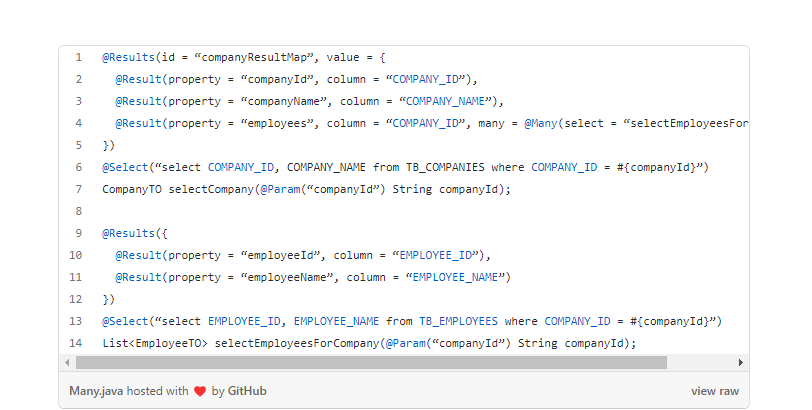 1 @Results(id = “companyResultMap”, value = {
2 @Result(property = “companyId”, column = “COMPANY_ID”),
3 @Result(property = “companyName”, column = “COMPANY_NAME”),
4 @Result(property = “employees”, column = “COMPANY_ID”, many = @Many(select = “selectEmployeesFor
5 })
6 @Select(“select COMPANY_ID, COMPANY_NAME from TB_COMPANIES where COMPANY_ID = #{companyId}”)
7 CompanyTO selectCompany(@Param(“companyId”) String companyId);
8
9 @Results({
10 @Result(property = “employeeId”, column = “EMPLOYEE_ID”),
11 @Result(property = “employeeName”, column = “EMPLOYEE_NAME”)
12 })
13 @Select(“select EMPLOYEE_ID, EMPLOYEE_NAME from TB_EMPLOYEES where COMPANY_ID = #{companyId}”)
14 List<EmployeeTO> selectEmployeesForCompany(@Param(“companyId”) String companyId);
Many.java hosted with ❤ by GitHub view raw